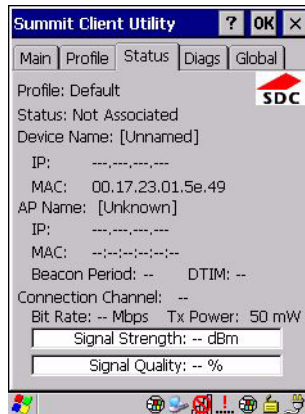 Summit Client Utility ? OK ×
Main Profile Status Diags Global
Profile: Default
SDC
Status: Not Associated
Device Name: [Unnamed]
IP: ---.---.---.---
MAC: 00.17.23.01.5e.49
AP Name: [Unknown]
IP: ---.---.---.---
MAC: --:--:--:--:--:--
Beacon Period: -- DTIM: --
Connection Channel: --
Bit Rate: -- Mbps Tx Power: 50 mW
Signal Strength: -- dBm
Signal Quality: -- %